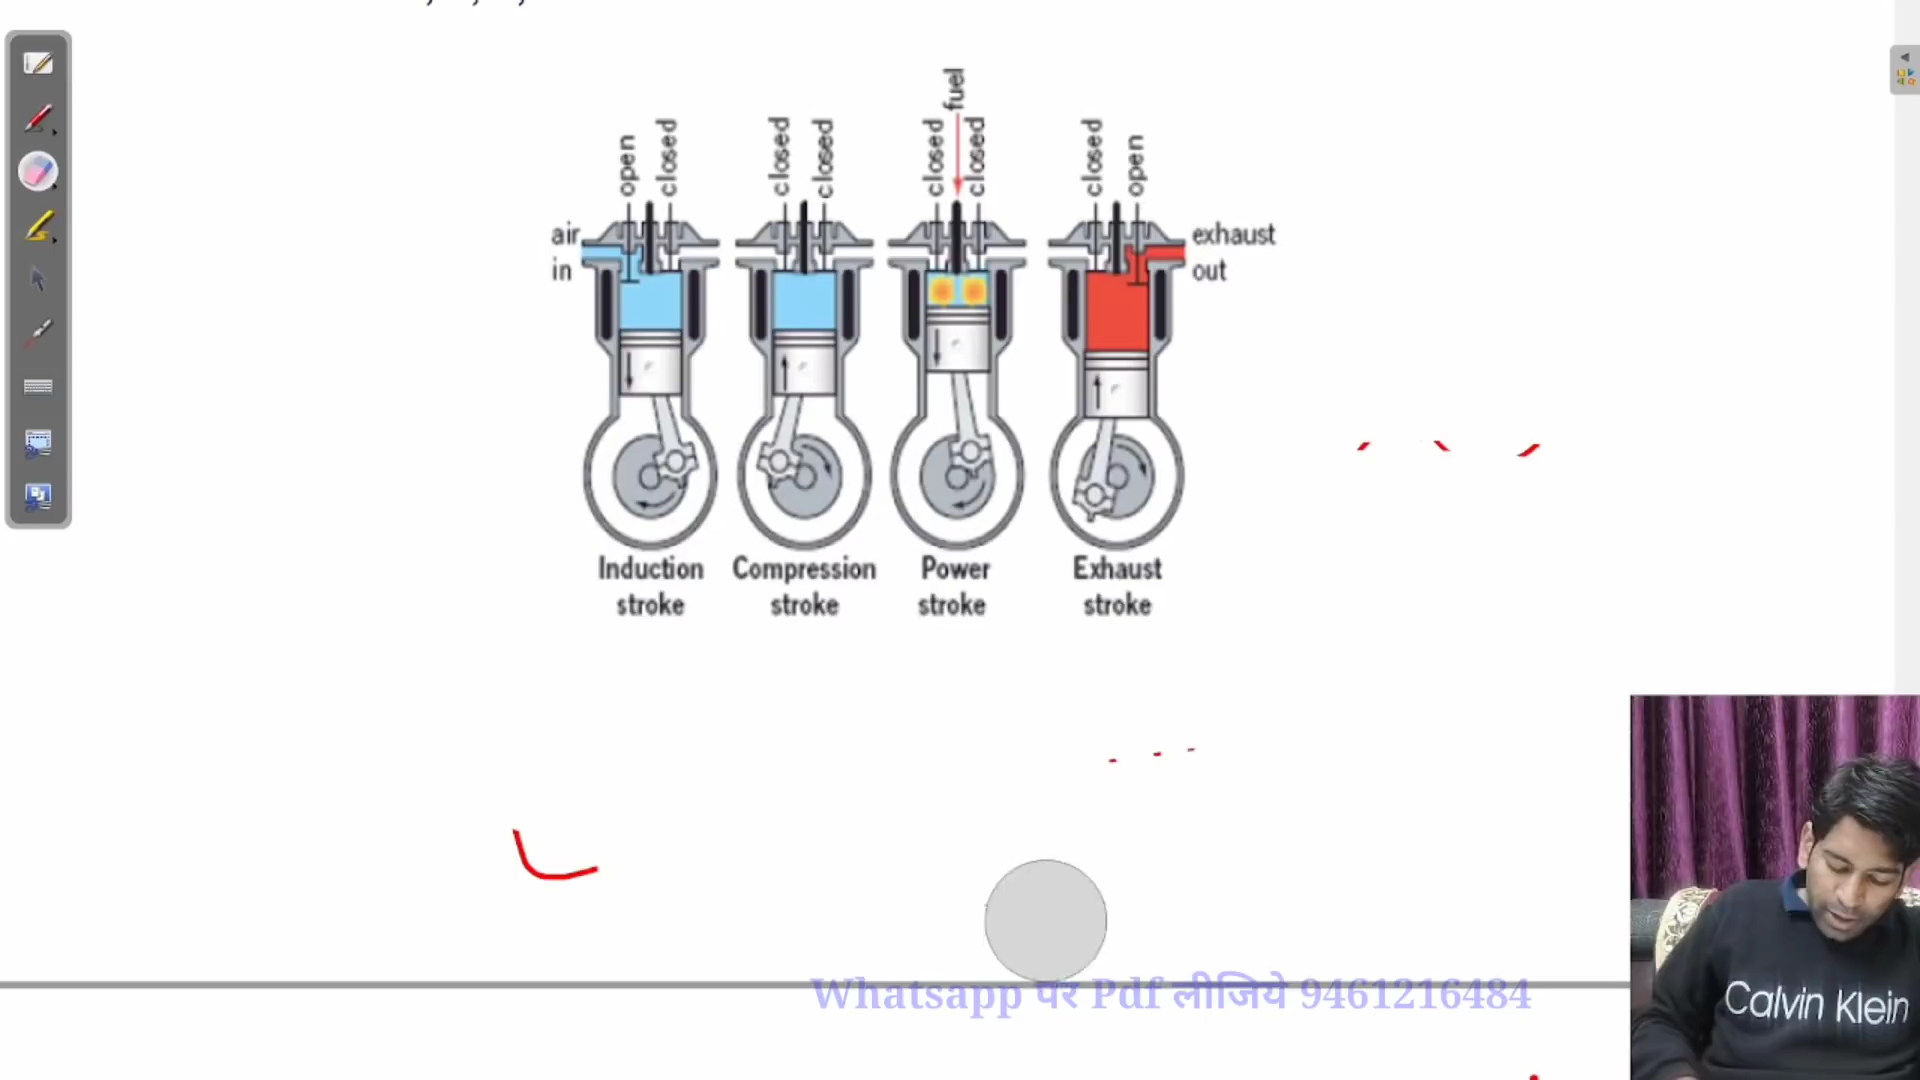 fuel
open
closed
closed
closed
closed
closed
closed
open
air
in
exhaust
out
Induction
stroke
Compression
stroke
Power
stroke
Exhaust
stroke
Whatsapp पर Pdf लीजिये 9461216484
Calvin Klein